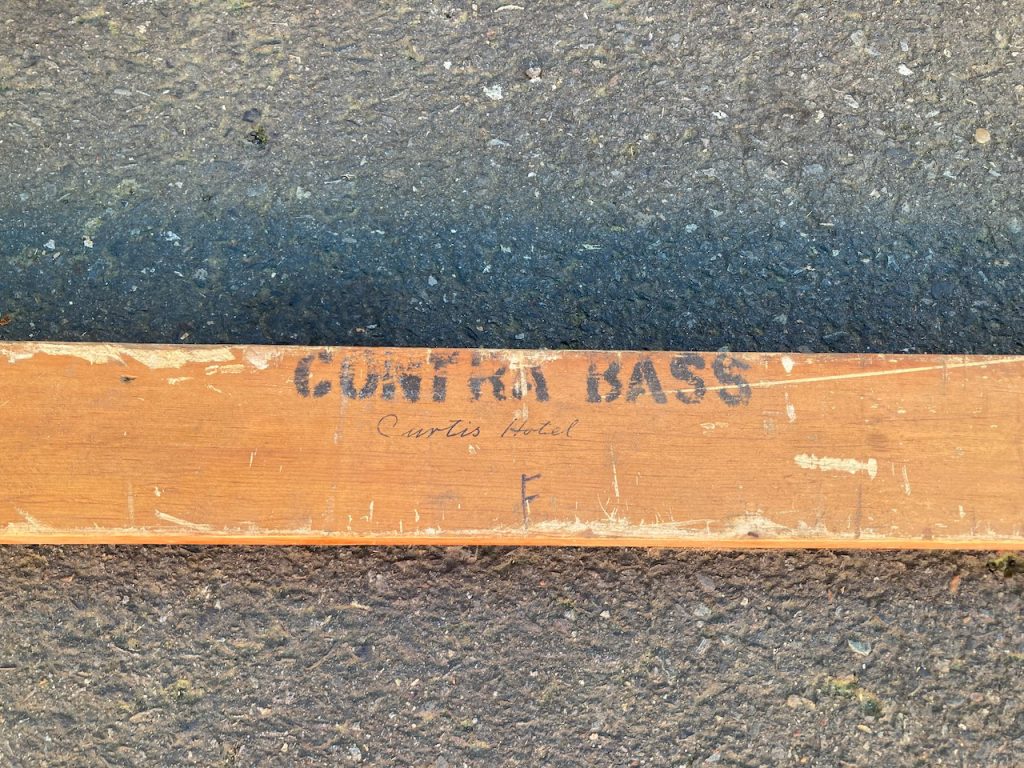 CONTRA BASS
Curtis Hotel
F